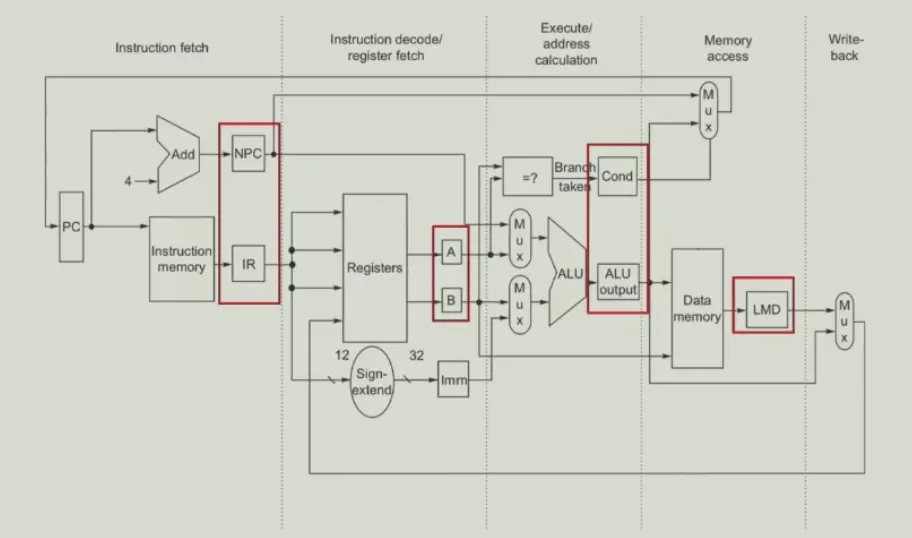 Instruction fetch
Instruction decode/
register fetch
Execute/
address
calculation
Memory
access
Write-
back
M
u
x
Add
NPC
4
=?
Branch
taken
Cond
PC
Instruction
memory
IR
Registers
A
B
M
u
x
M
u
x
ALU
ALU
output
Data
memory
LMD
M
u
x
12
32
Sign-
extend
Imm